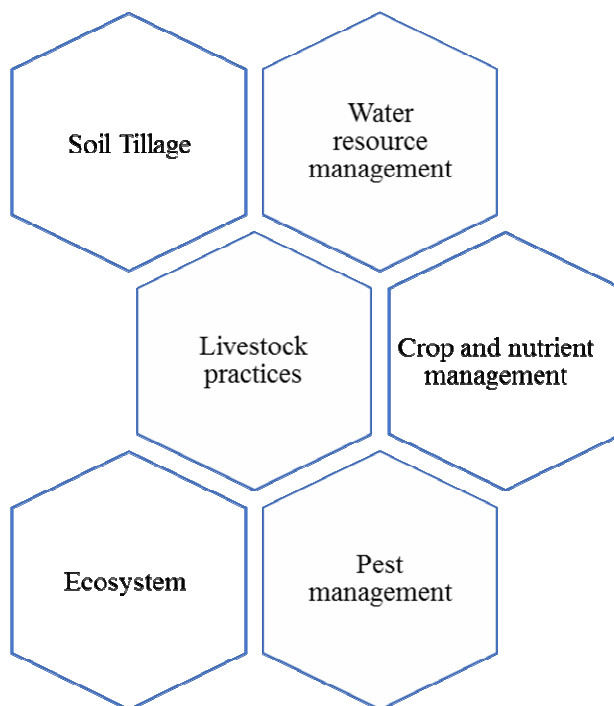 Soil Tillage
Water
resource
management
Livestock
practices
Crop and nutrient
management
Ecosystem
Pest
management